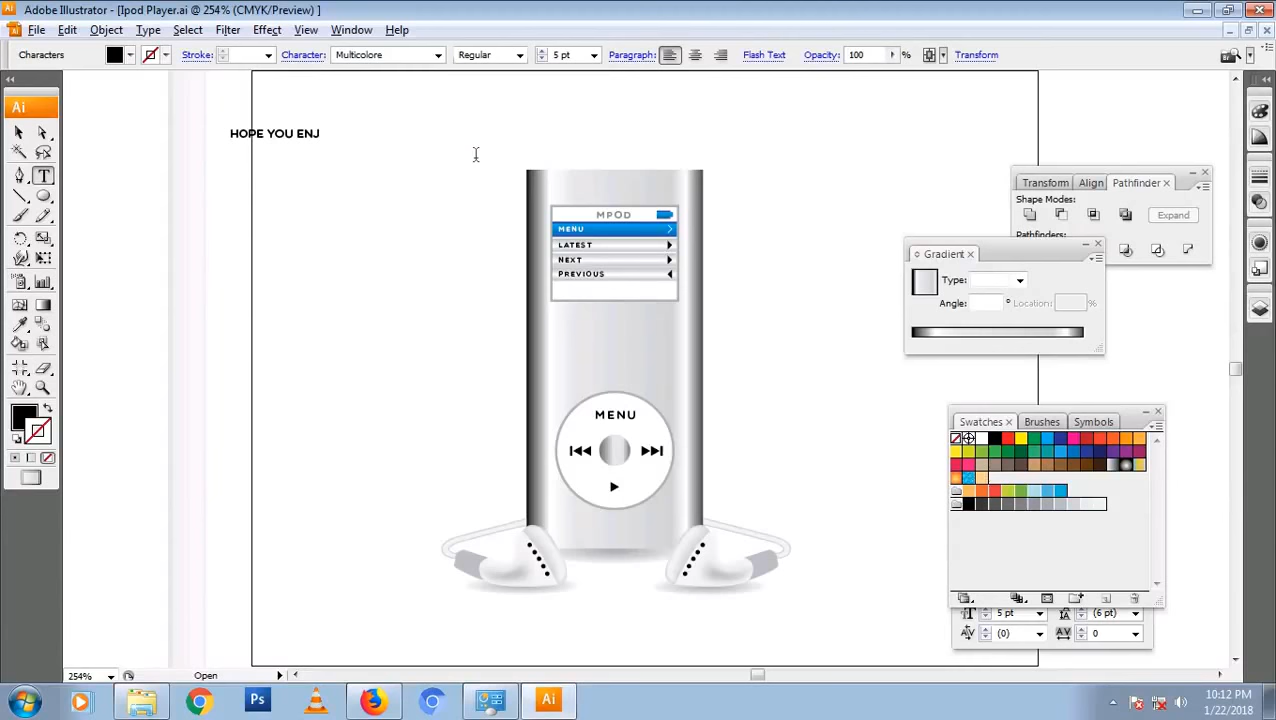 Adobe Illustrator - [Ipod Player.ai @ 254% (CMYK/Preview) ]
File Edit Object Type Select Filter Effect View Window Help
Characters Stroke: Character: Multicolore Regular 5 pt Paragraph: Flash Text Opacity: 100 % Transform
Ai
HOPE YOU ENJ
MPOD
MENU
LATEST
NEXT
PREVIOUS
MENU
Transform Align Pathfinder
Shape Modes:
Expand
Pathfinders:
Gradient
Type:
Angle: ° Location: %
Swatches Brushes Symbols
5 pt (6 pt)
(0) 0
254% Open
Ps Ai
10:12 PM
1/22/2018